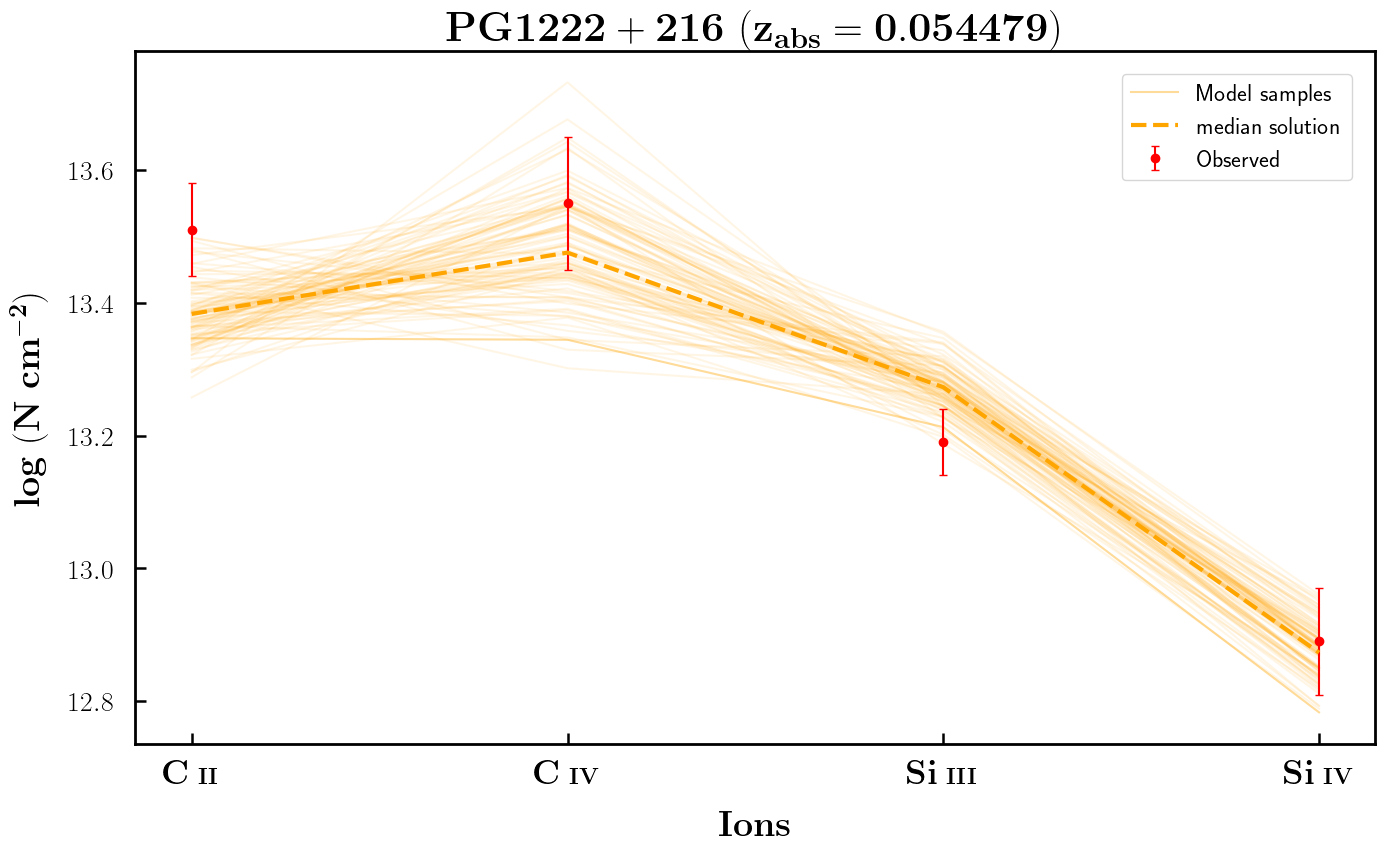 PG1222 + 216 (z_abs = 0.054479)
Model samples
median solution
Observed
log (N cm⁻²)
13.6
13.4
13.2
13.0
12.8
C II
C IV
Si III
Si IV
Ions